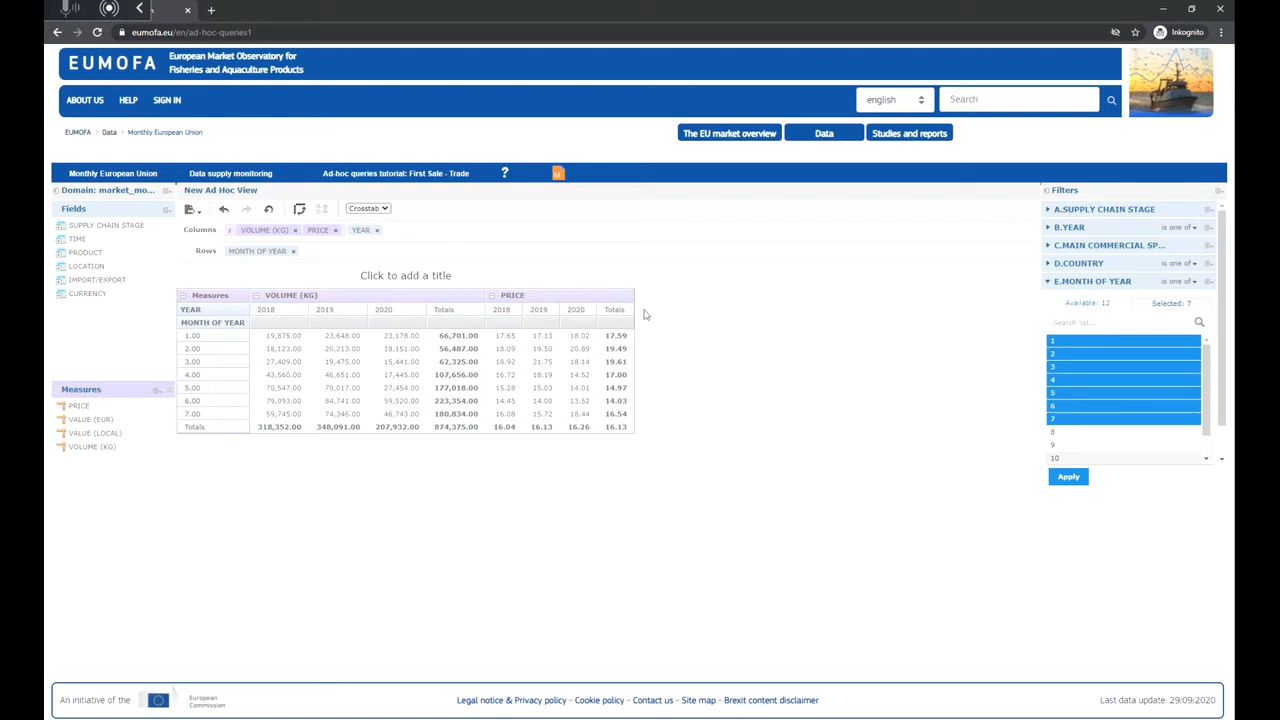 eumofa.eu/en/ad-hoc-queries1
Inkognito
EUMOFA
European Market Observatory for
Fisheries and Aquaculture Products
ABOUT US HELP SIGN IN
english
Search
EUMOFA > Data > Monthly European Union
The EU market overview
Data
Studies and reports
Monthly European Union
Data supply monitoring
Ad-hoc queries tutorial: First Sale - Trade
?
M
Domain: market_mo...
New Ad Hoc View
Filters
Fields
SUPPLY CHAIN STAGE
TIME
PRODUCT
LOCATION
IMPORT/EXPORT
CURRENCY
Measures
PRICE
VALUE (EUR)
VALUE (LOCAL)
VOLUME (KG)
Crosstab
Columns VOLUME (KG) × PRICE × YEAR ×
Rows MONTH OF YEAR ×
Click to add a title
Measures VOLUME (KG) PRICE
YEAR 2018 2019 2020 Totals 2018 2019 2020 Totals
MONTH OF YEAR
1.00 19,875.00 23,648.00 23,178.00 66,701.00 17.65 17.13 18.02 17.59
2.00 18,123.00 20,213.00 18,151.00 56,487.00 18.09 19.50 20.89 19.49
3.00 27,409.00 19,475.00 15,441.00 62,325.00 18.92 21.75 18.14 19.61
4.00 43,560.00 46,651.00 17,445.00 107,656.00 16.72 18.19 14.52 17.00
5.00 70,547.00 79,017.00 27,454.00 177,018.00 15.28 15.03 14.01 14.97
6.00 79,093.00 84,741.00 59,520.00 223,354.00 14.45 14.00 13.52 14.03
7.00 59,745.00 74,346.00 46,743.00 180,834.00 16.08 15.72 18.44 16.54
Totals 318,352.00 348,091.00 207,932.00 874,375.00 16.04 16.13 16.26 16.13
A.SUPPLY CHAIN STAGE
B.YEAR is one of
C.MAIN COMMERCIAL SP... is one of
D.COUNTRY is one of
E.MONTH OF YEAR is one of
Available: 12 Selected: 7
Search list...
1
2
3
4
5
6
7
8
9
10
Apply
An initiative of the
European
Commission
Legal notice & Privacy policy - Cookie policy - Contact us - Site map - Brexit content disclaimer
Last data update: 29/09/2020